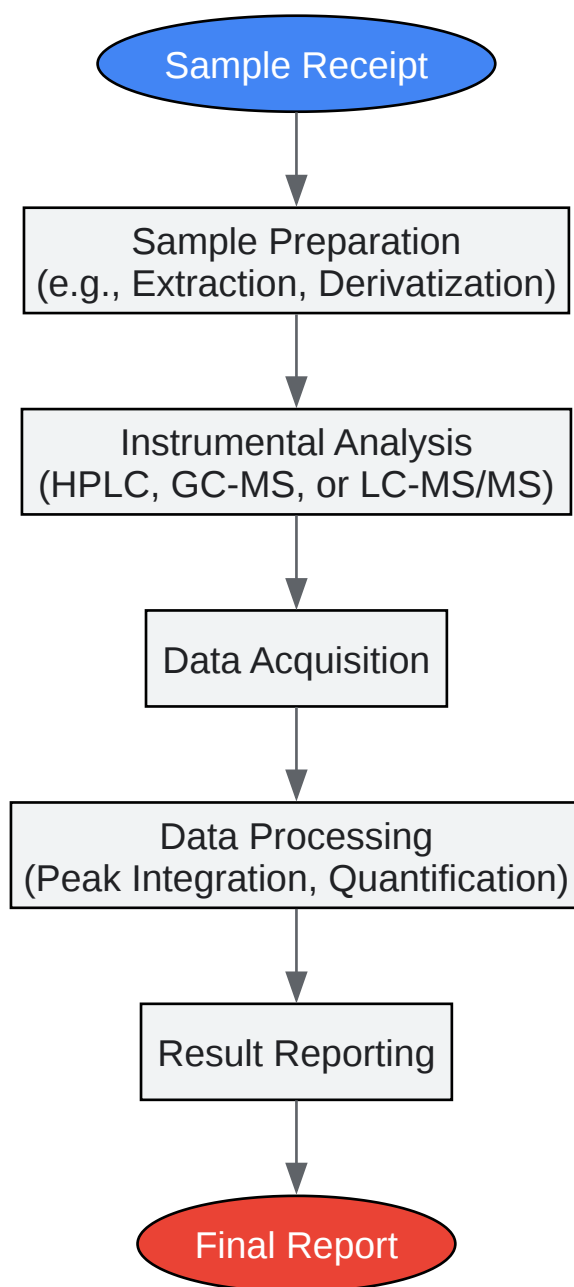 Sample Receipt
Sample Preparation
(e.g., Extraction, Derivatization)
Instrumental Analysis
(HPLC, GC-MS, or LC-MS/MS)
Data Acquisition
Data Processing
(Peak Integration, Quantification)
Result Reporting
Final Report